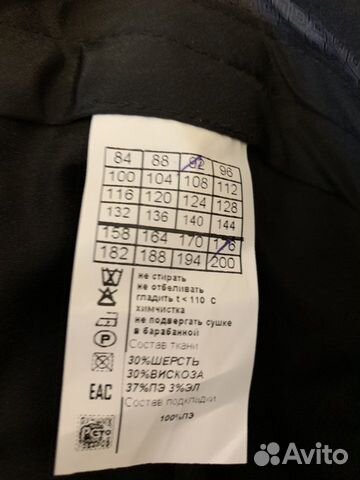 84 88 92 96
100 104 108 112
116 120 124 128
132 136 140 144
158 164 170 176
182 188 194 200
не стирать
не отбеливать
гладить t < 110 С
химчистка
не подвергать сушке
в барабанной
Состав ткани
30%ШЕРСТЬ
30%ВИСКОЗА
37%ПЭ 3%ЭЛ
Состав подкладки
100%ПЭ
P
EAC
РСТ
Avito